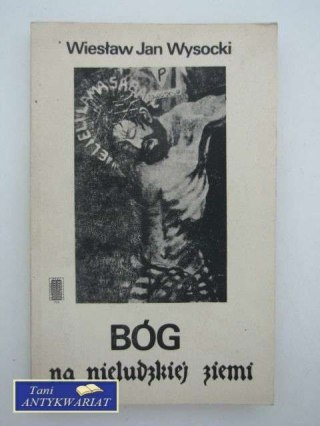 Wiesław Jan Wysocki
BÓG
na nieludzkiej ziemi
Tani
ANTYKWARIAT